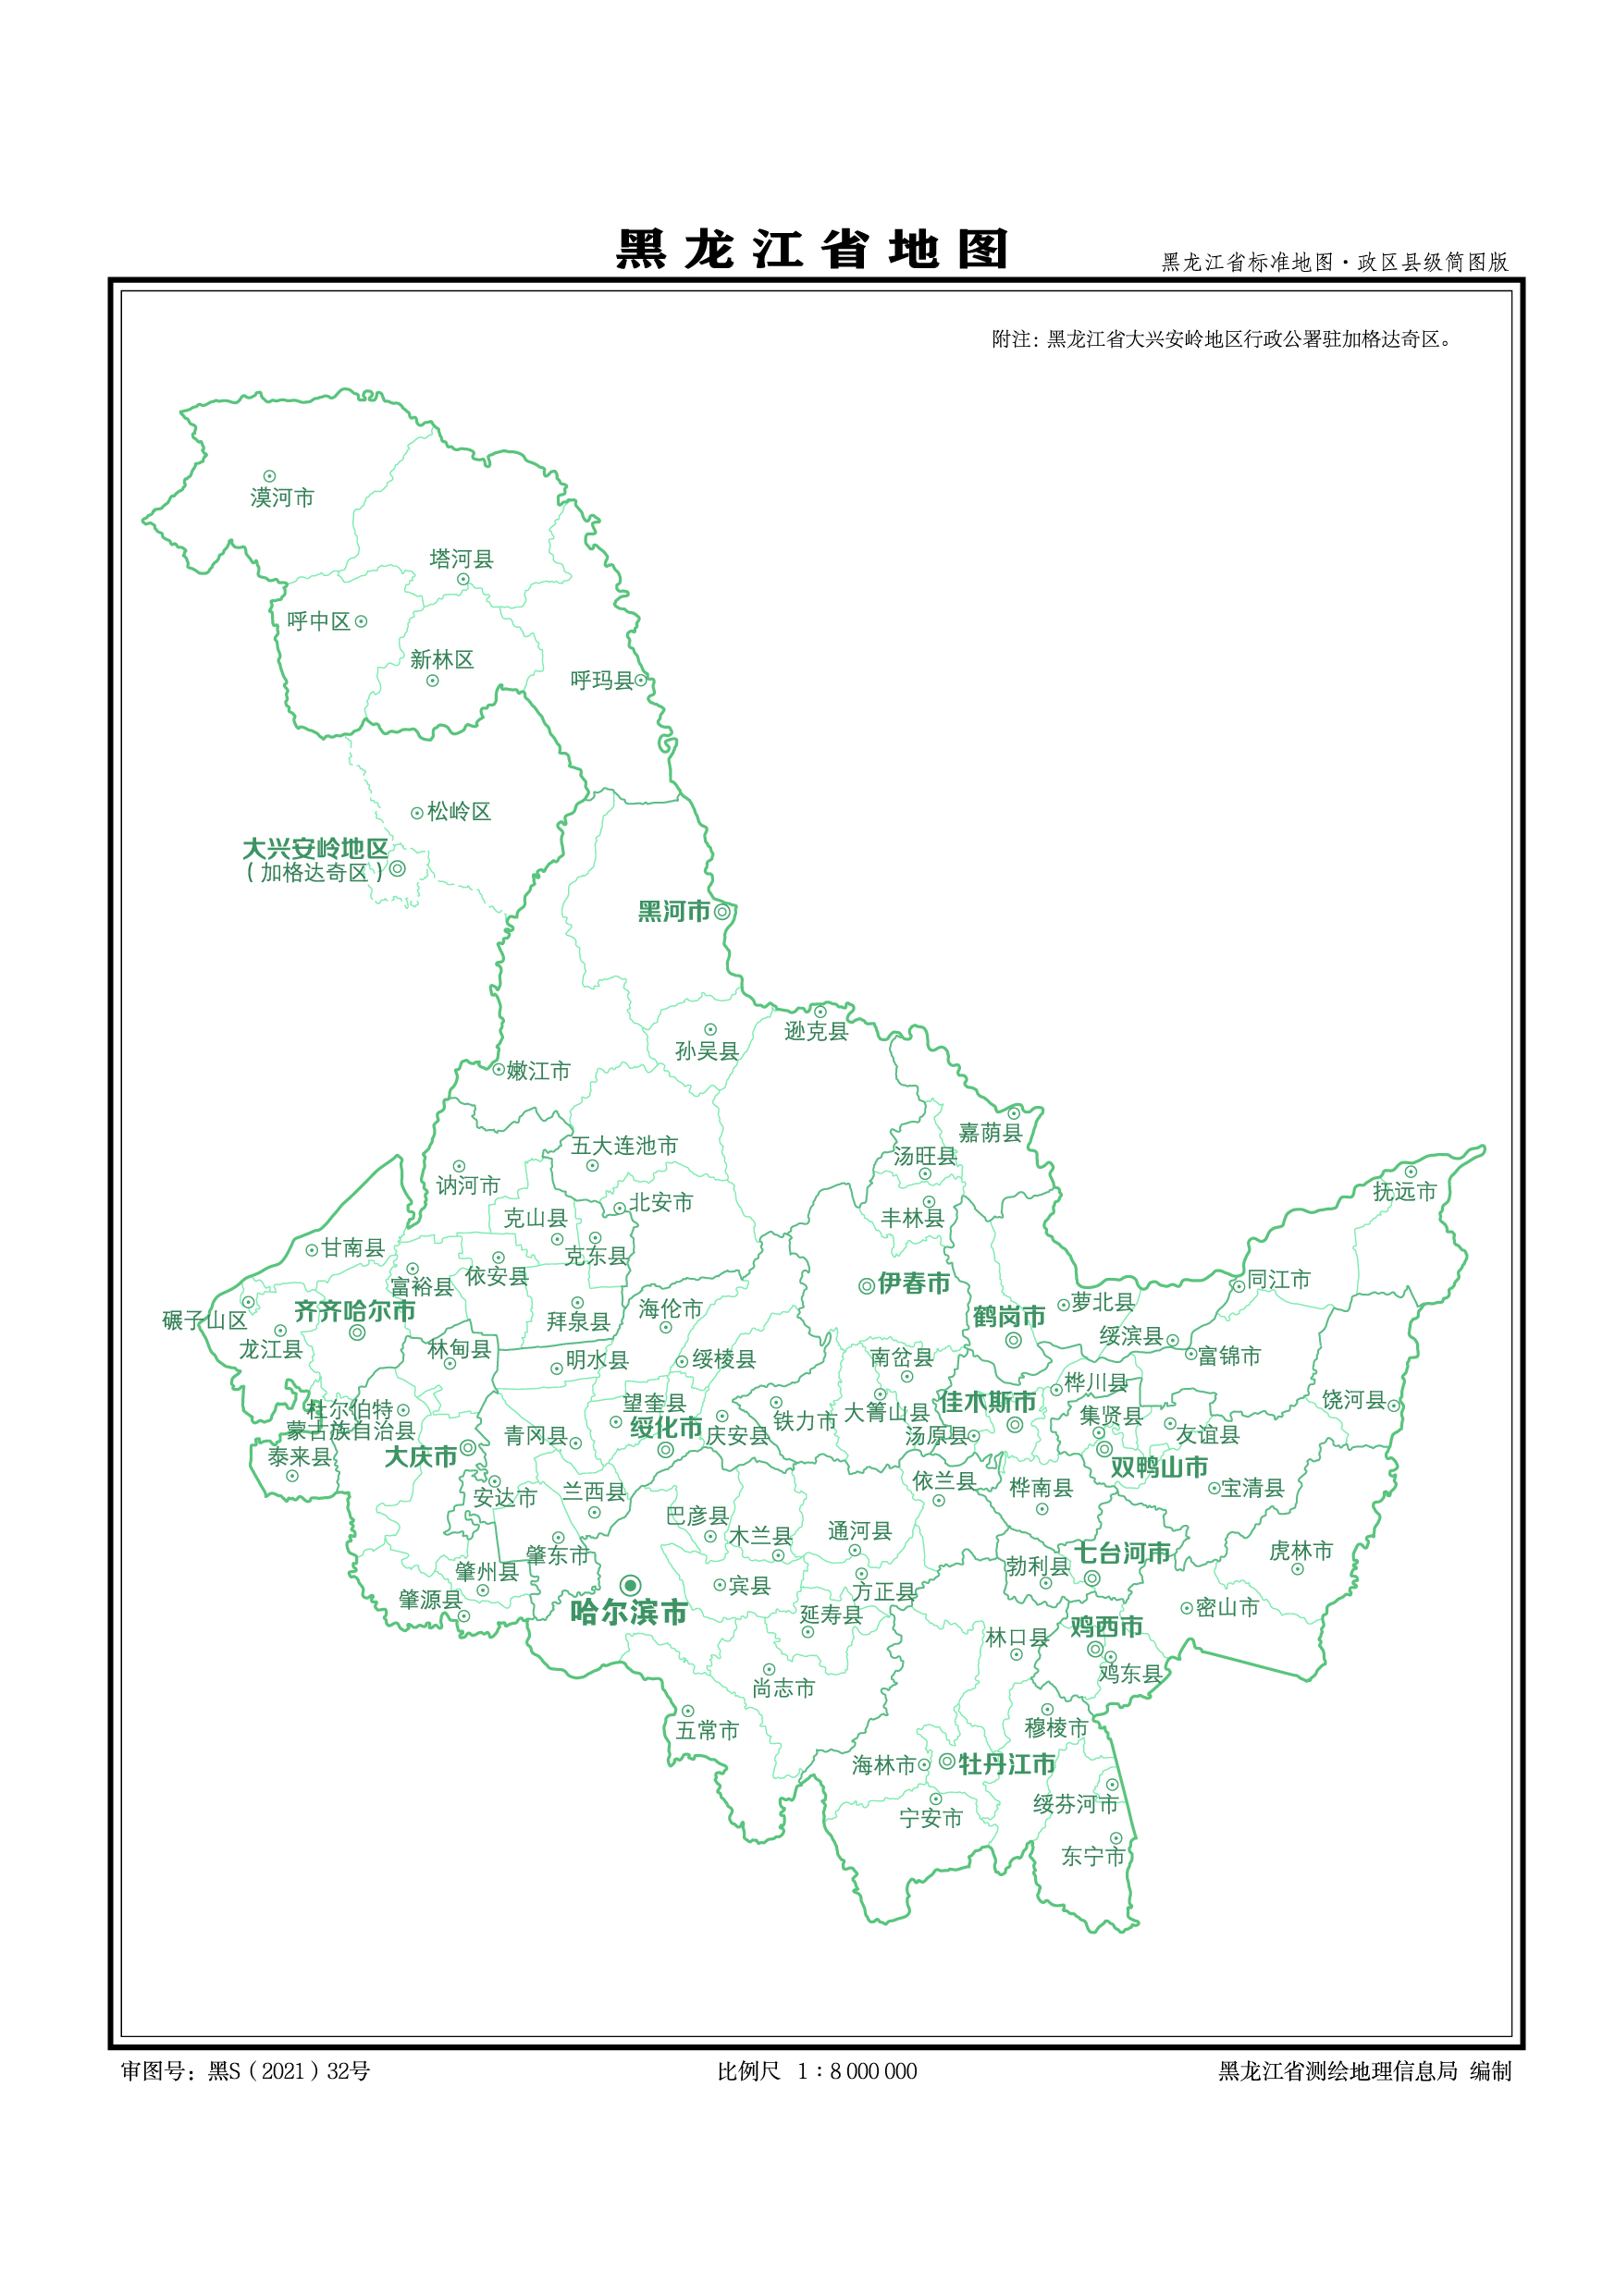 黑龙江省地图
黑龙江省标准地图·政区县级简图版
附注：黑龙江省大兴安岭地区行政公署驻加格达奇区。
漠河市
塔河县
呼中区
新林区
呼玛县
松岭区
大兴安岭地区
（加格达奇区）
黑河市
逊克县
孙吴县
嫩江市
嘉荫县
五大连池市
汤旺县
讷河市
抚远市
北安市
克山县
丰林县
甘南县
克东县
依安县
同江市
伊春市
富裕县
萝北县
齐齐哈尔市
海伦市
鹤岗市
碾子山区
拜泉县
绥滨县
龙江县
林甸县
富锦市
明水县
绥棱县
南岔县
桦川县
望奎县
佳木斯市
饶河县
杜尔伯特
蒙古族自治县
大箐山县
集贤县
铁力市
绥化市
青冈县
庆安县
汤原县
友谊县
泰来县
大庆市
双鸭山市
依兰县
桦南县
宝清县
安达市
兰西县
巴彦县
木兰县
通河县
肇东市
七台河市
虎林市
勃利县
肇州县
宾县
方正县
肇源县
密山市
哈尔滨市
延寿县
鸡西市
林口县
鸡东县
尚志市
五常市
穆棱市
海林市
牡丹江市
绥芬河市
宁安市
东宁市
审图号：黑S（2021）32号
比例尺 1：8 000 000
黑龙江省测绘地理信息局 编制